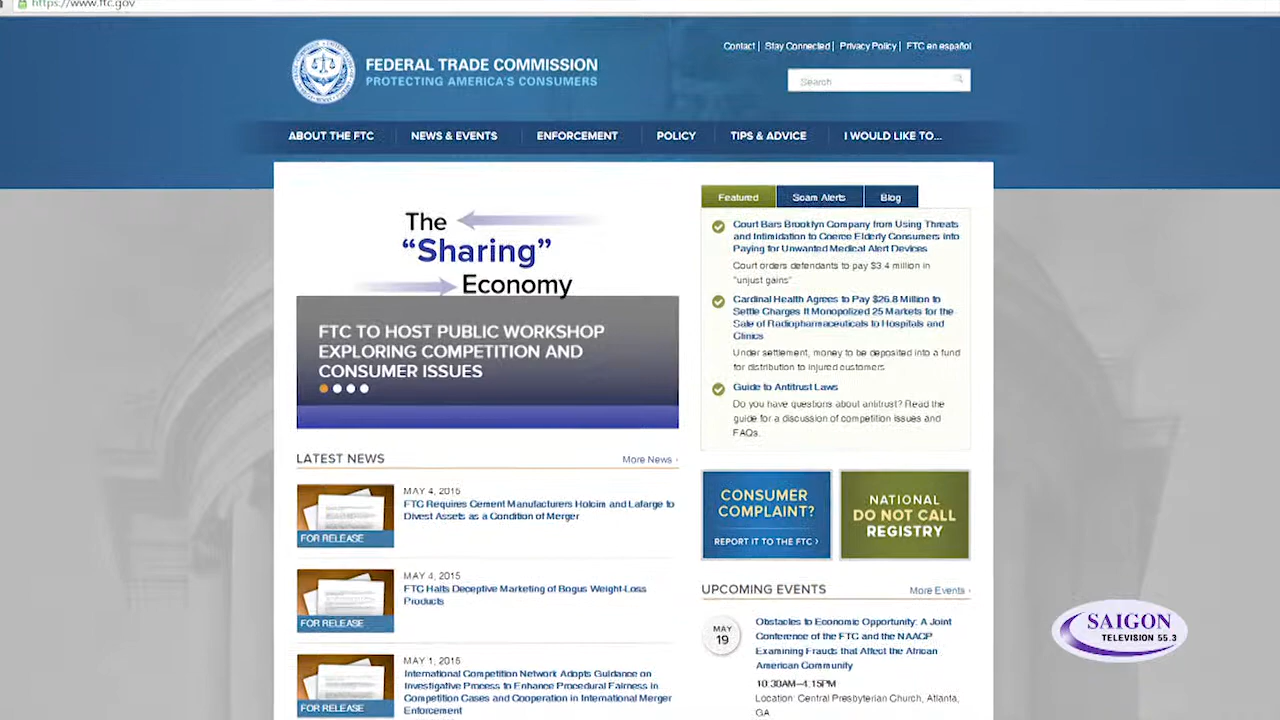 https://www.ftc.gov
Contact | Stay Connected | Privacy Policy | FTC en español
FEDERAL TRADE COMMISSION
PROTECTING AMERICA'S CONSUMERS
Search
ABOUT THE FTC
NEWS & EVENTS
ENFORCEMENT
POLICY
TIPS & ADVICE
I WOULD LIKE TO...
The
“Sharing”
Economy
FTC TO HOST PUBLIC WORKSHOP
EXPLORING COMPETITION AND
CONSUMER ISSUES
Featured
Scam Alerts
Blog
Court Bars Brooklyn Company from Using Threats
and Intimidation to Coerce Elderly Consumers into
Paying for Unwanted Medical Alert Devices
Court orders defendants to pay $3.4 million in
"unjust gains"
Cardinal Health Agrees to Pay $26.8 Million to
Settle Charges It Monopolized 25 Markets for the
Sale of Radiopharmaceuticals to Hospitals and
Clinics
Under settlement, money to be deposited into a fund
for distribution to injured customers
Guide to Antitrust Laws
Do you have questions about antitrust? Read the
guide for a discussion of competition issues and
FAQs.
LATEST NEWS
More News ›
FOR RELEASE
MAY 4, 2015
FTC Requires Cement Manufacturers Holcim and Lafarge to
Divest Assets as a Condition of Merger
FOR RELEASE
MAY 4, 2015
FTC Halts Deceptive Marketing of Bogus Weight-Loss
Products
FOR RELEASE
MAY 1, 2015
International Competition Network Adopts Guidance on
Investigative Process to Enhance Procedural Fairness in
Competition Cases and Cooperation in International Merger
Enforcement
CONSUMER
COMPLAINT?
REPORT IT TO THE FTC ›
NATIONAL
DO NOT CALL
REGISTRY
UPCOMING EVENTS
More Events ›
MAY
19
Obstacles to Economic Opportunity: A Joint
Conference of the FTC and the NAACP
Examining Frauds that Affect the African
American Community
10:30AM–4:15PM
Location: Central Presbyterian Church, Atlanta,
GA
SAIGON
TELEVISION 55.3